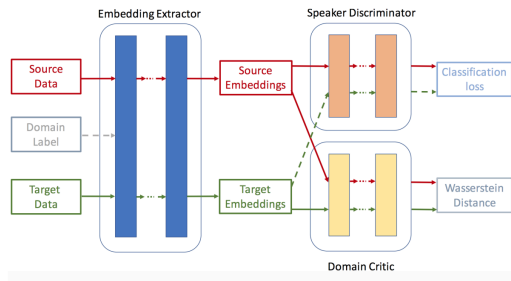 Embedding Extractor
Speaker Discriminator
Source
Data
Source
Embeddings
Classification
loss
Domain
Label
Target
Data
Target
Embeddings
Wasserstein
Distance
Domain Critic